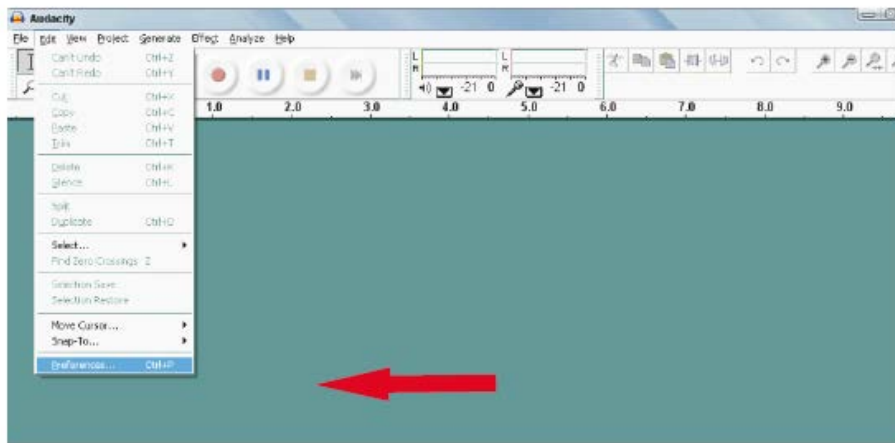 Audacity
File Edit View Project Generate Effect Analyze Help
Can't Undo Ctrl+Z
Can't Redo Ctrl+Y
Cut Ctrl+X
Copy Ctrl+C
Paste Ctrl+V
Trim Ctrl+T
Delete Ctrl+K
Silence Ctrl+L
Split
Duplicate Ctrl+D
Select...
Find Zero Crossings Z
Selection Save
Selection Restore
Move Cursor...
Snap-To...
Preferences... Ctrl+P
L
R
-21 0
L
R
-21 0
1.0 2.0 3.0 4.0 5.0 6.0 7.0 8.0 9.0